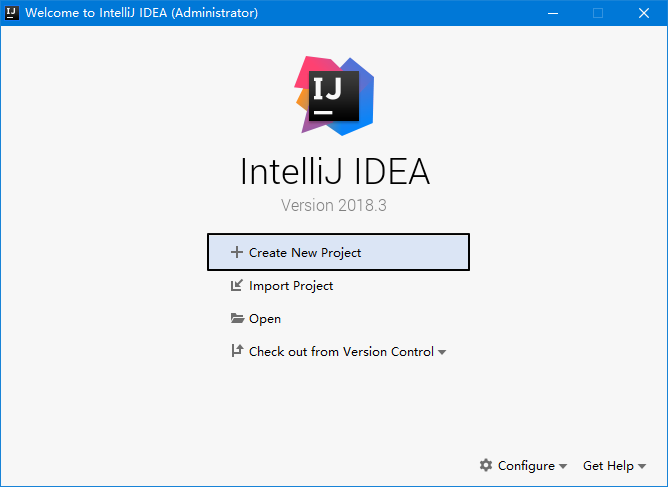 Welcome to IntelliJ IDEA (Administrator)
IJ
IntelliJ IDEA
Version 2018.3
Create New Project
Import Project
Open
Check out from Version Control
Configure Get Help